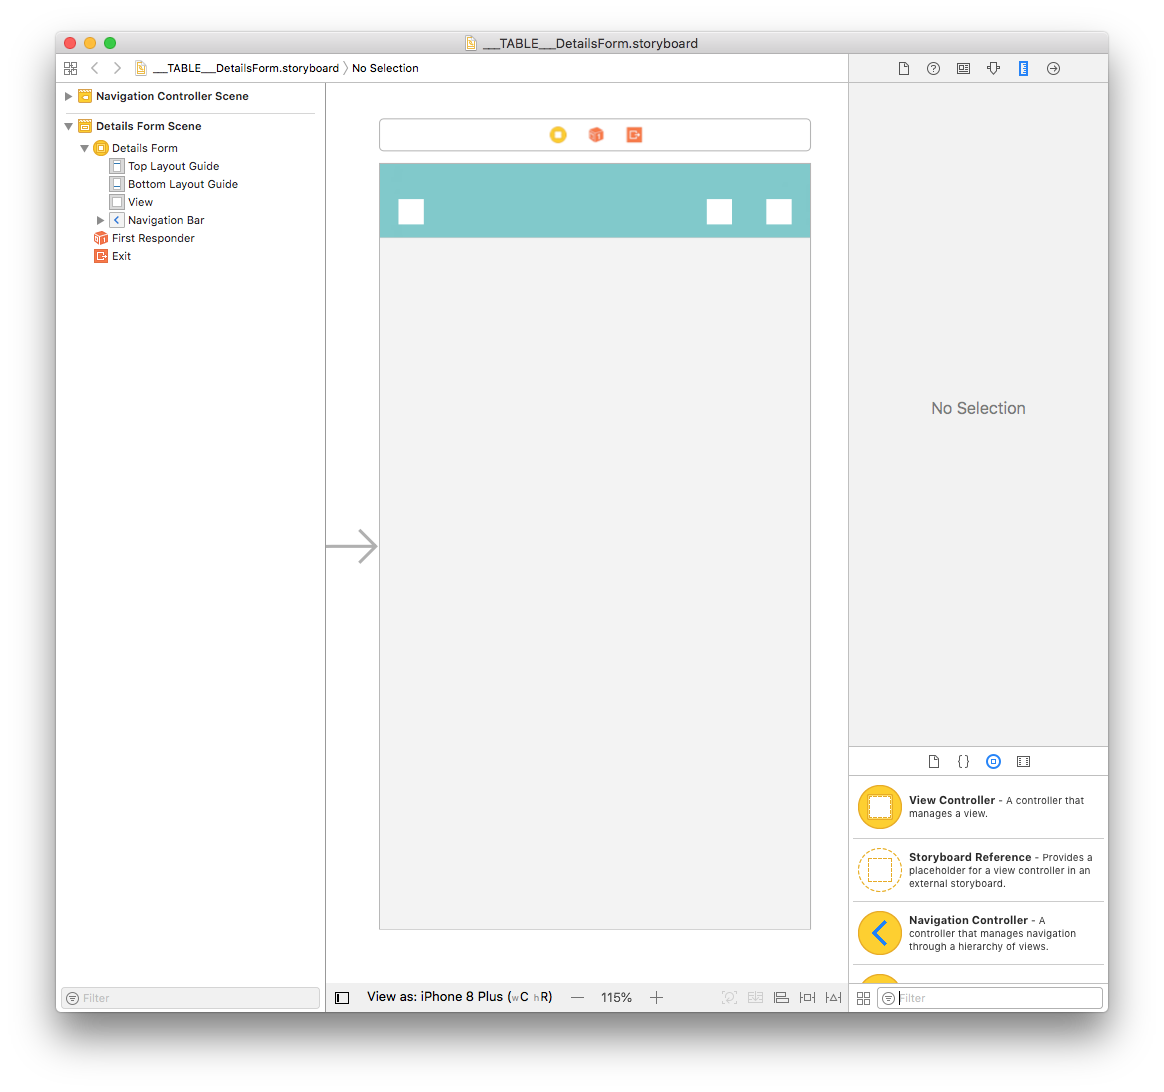 ___TABLE___DetailsForm.storyboard
___TABLE___DetailsForm.storyboard 〉 No Selection
Navigation Controller Scene
Details Form Scene
Details Form
Top Layout Guide
Bottom Layout Guide
View
Navigation Bar
First Responder
Exit
No Selection
View Controller - A controller that
manages a view.
Storyboard Reference - Provides a
placeholder for a view controller in an
external storyboard.
Navigation Controller - A
controller that manages navigation
through a hierarchy of views.
Filter
View as: iPhone 8 Plus (wC hR) — 115% +
Filter